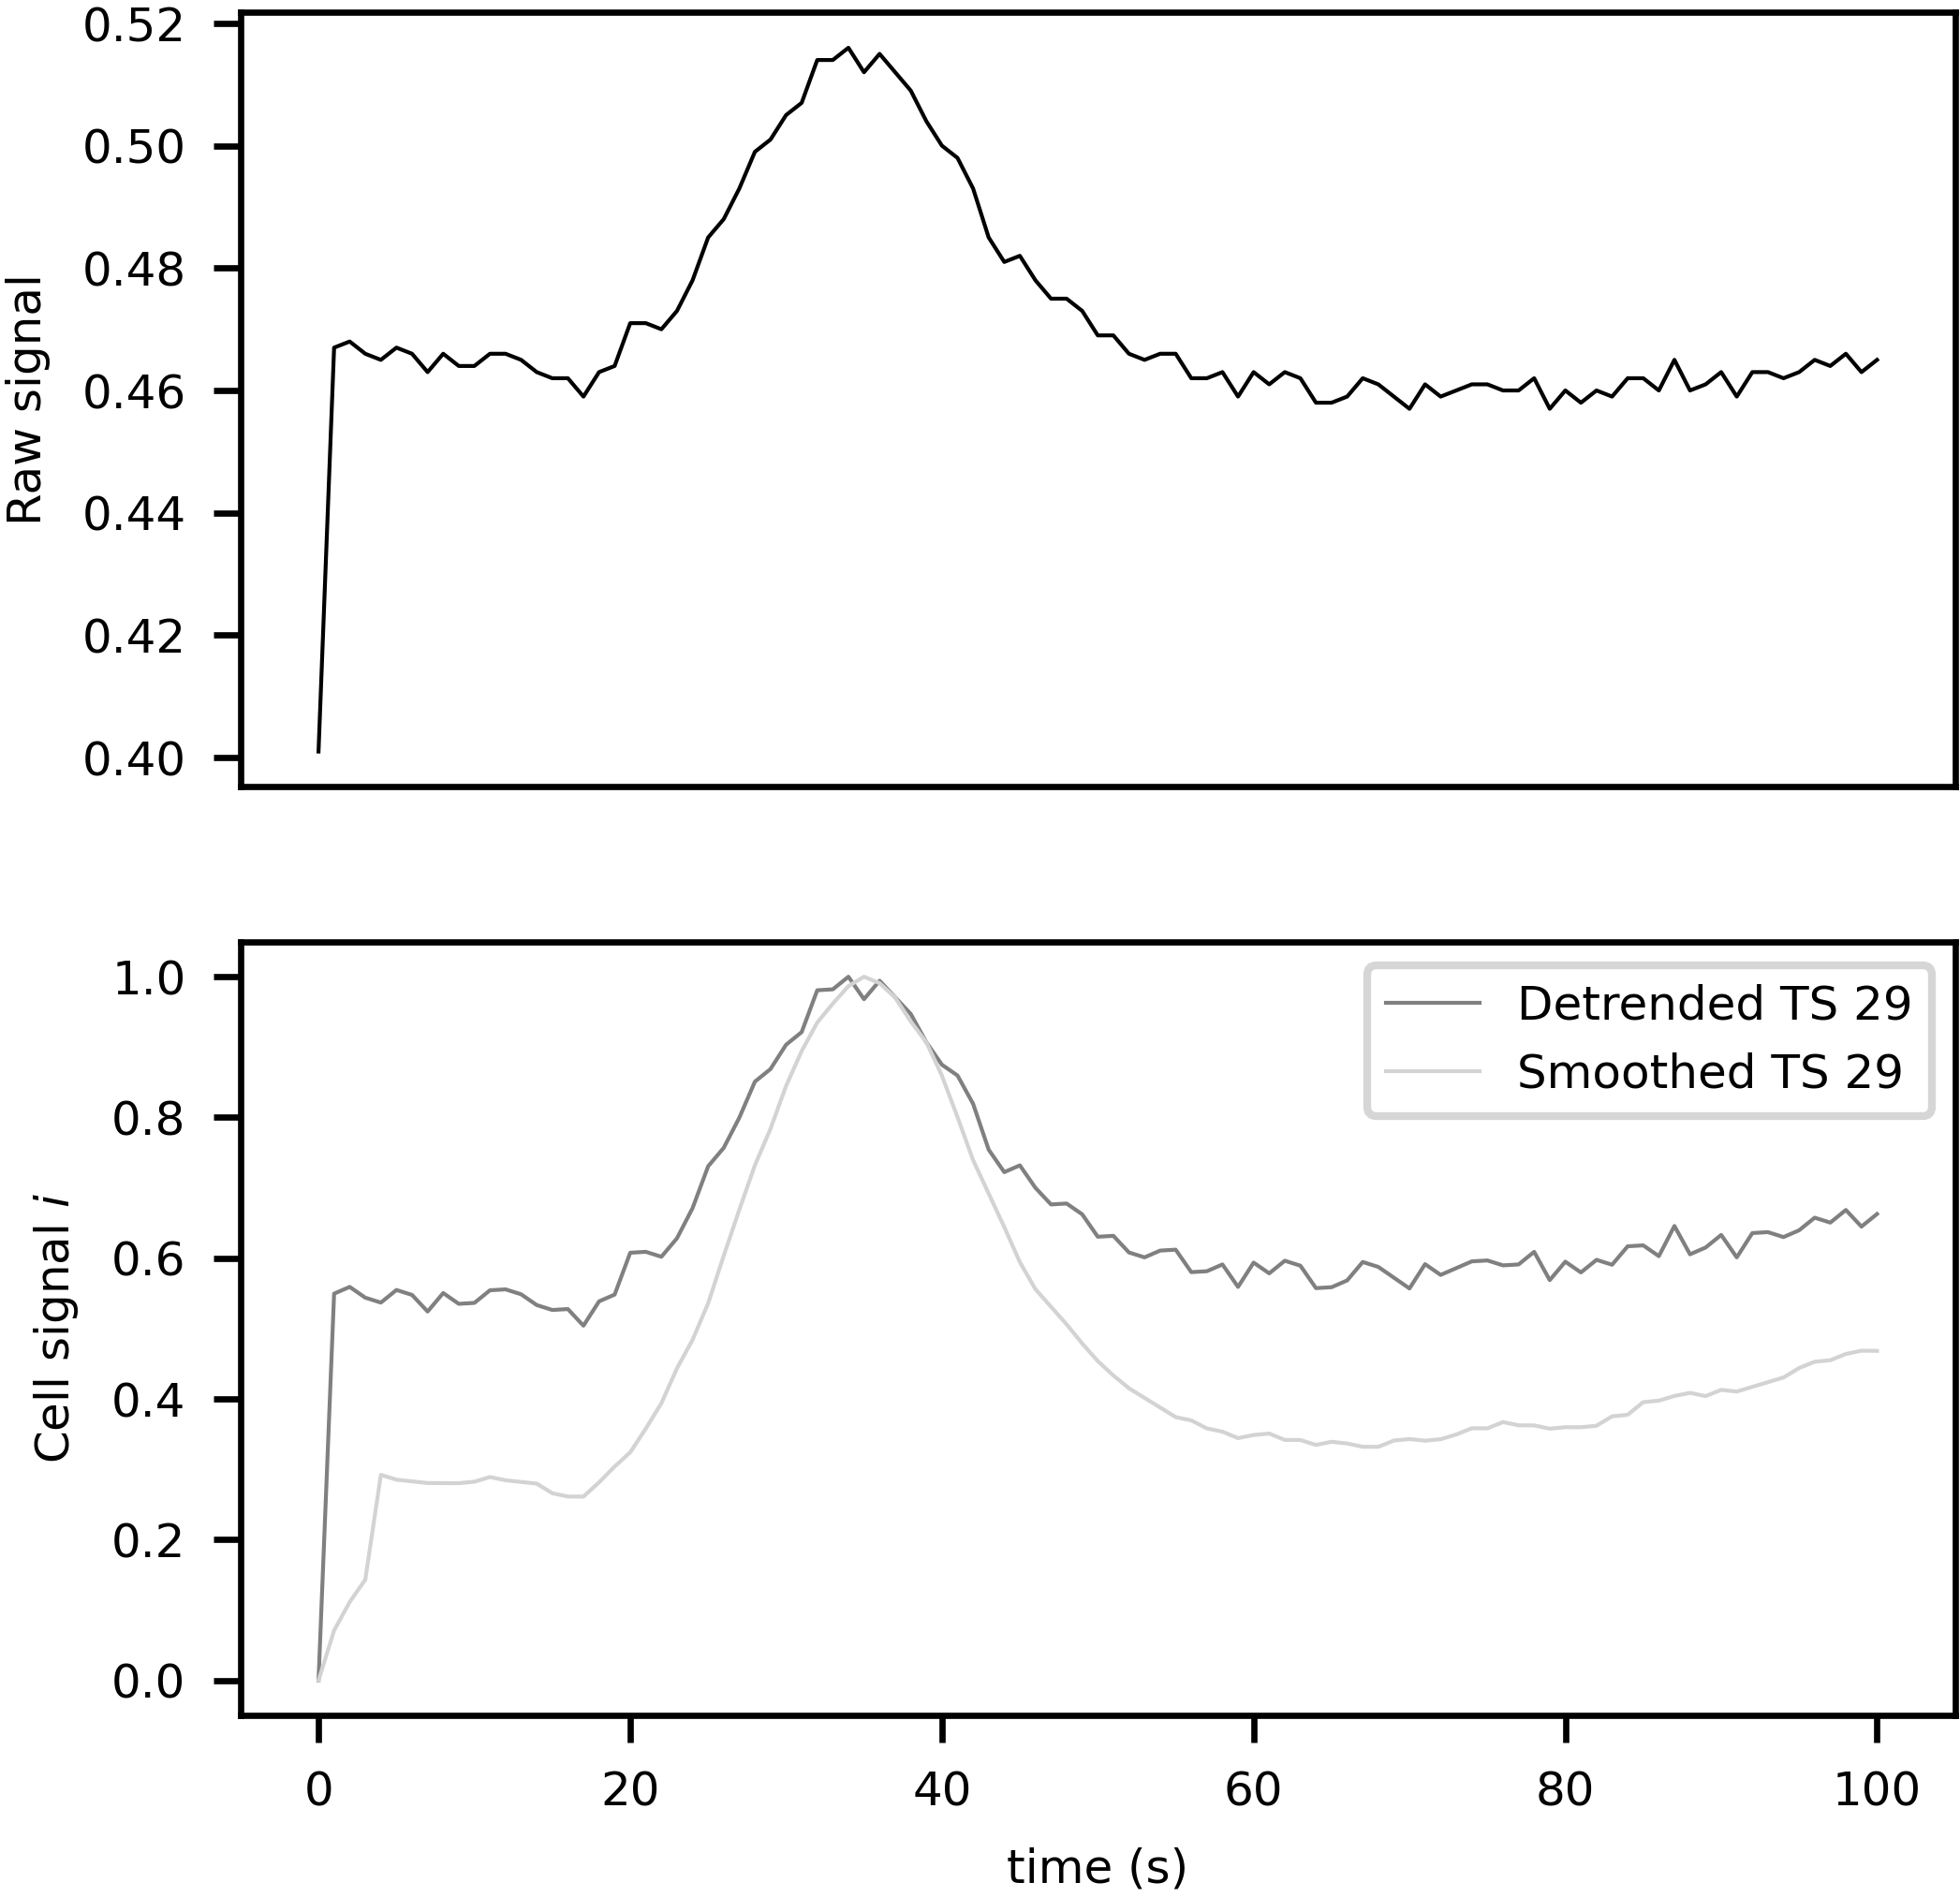 Raw signal
0.52
0.50
0.48
0.46
0.44
0.42
0.40
Cell signal i
1.0
0.8
0.6
0.4
0.2
0.0
Detrended TS 29
Smoothed TS 29
0 20 40 60 80 100
time (s)